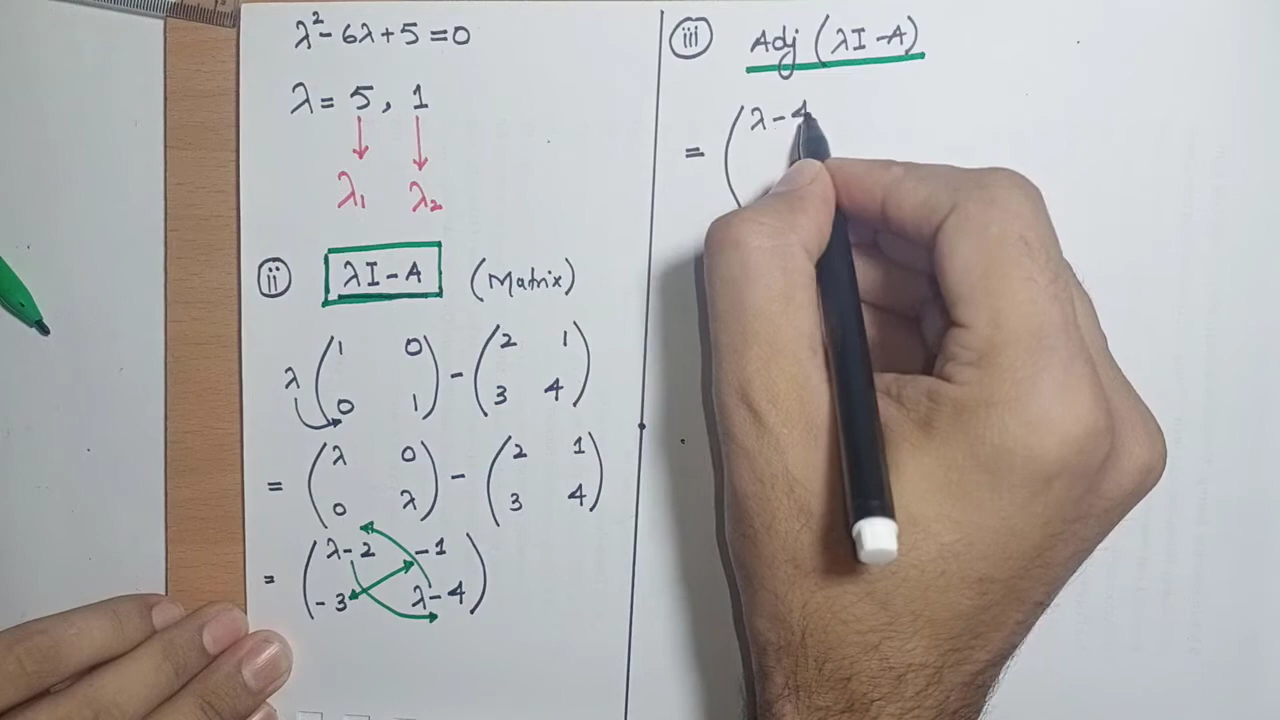 λ² - 6λ + 5 = 0
λ = 5 , 1
λ₁ λ₂
(ii) λI - A (Matrix)
λ (1 0
0 1) - (2 1
3 4)
= (λ 0
0 λ) - (2 1
3 4)
= (λ-2 -1
-3 λ-4)
(iii) Adj (λI - A)
= (λ-4